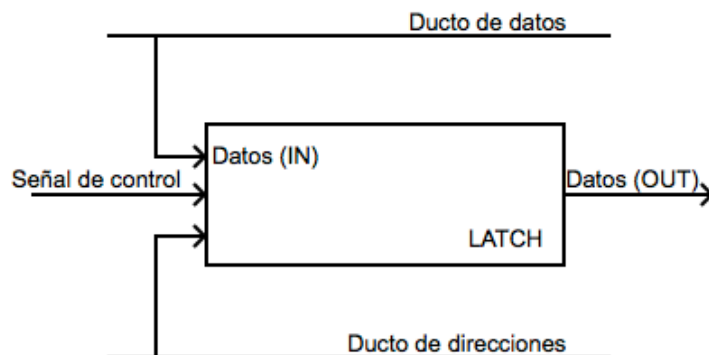 Ducto de datos
Datos (IN)
Señal de control
Datos (OUT)
LATCH
Ducto de direcciones